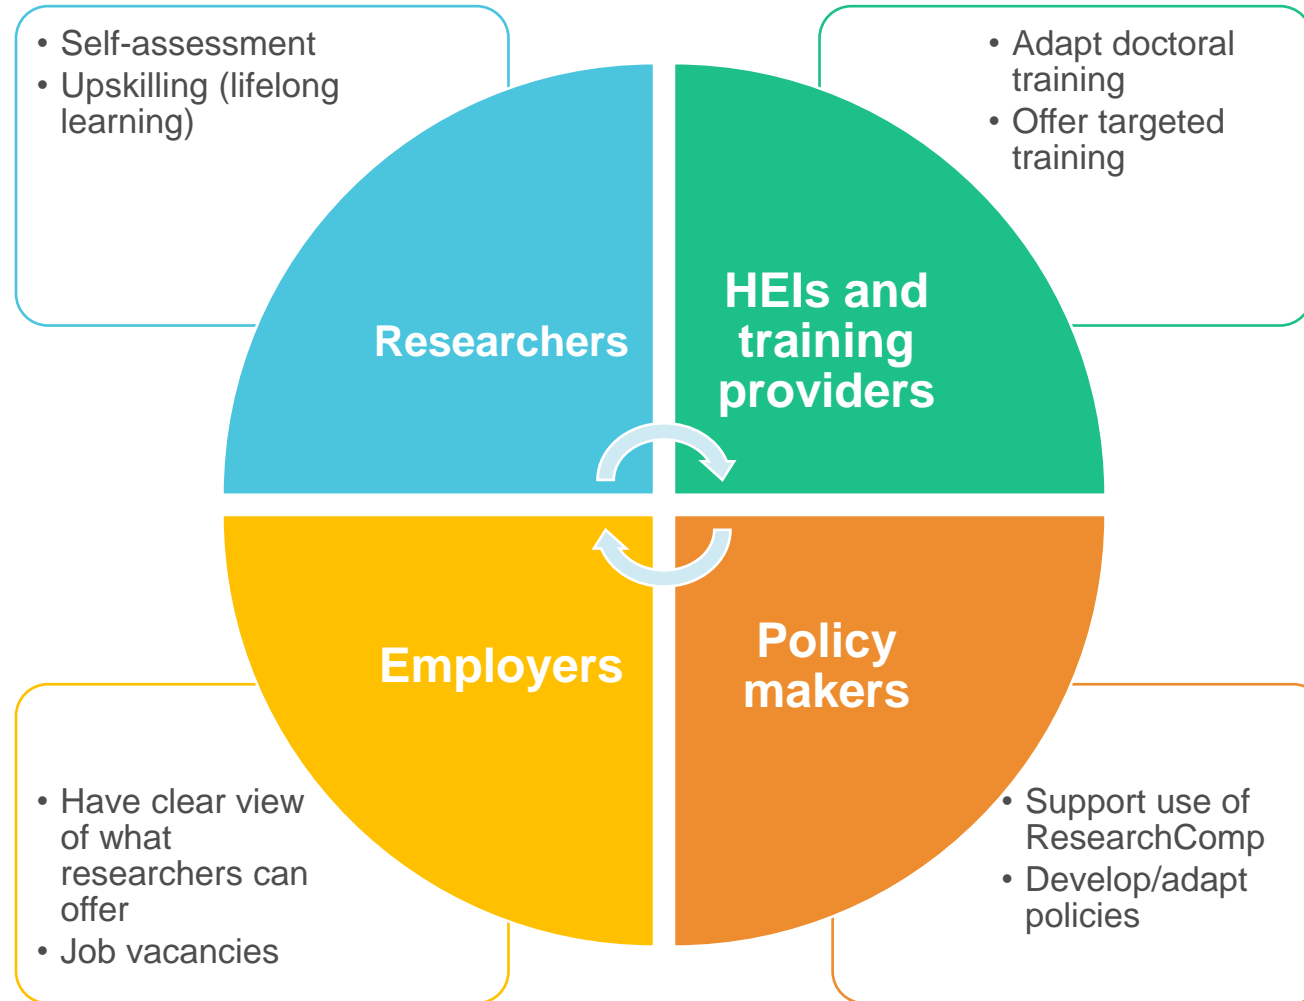 • Self-assessment
• Upskilling (lifelong
learning)
• Adapt doctoral
training
• Offer targeted
training
Researchers
HEIs and
training
providers
Employers
Policy
makers
• Have clear view
of what
researchers can
offer
• Job vacancies
• Support use of
ResearchComp
• Develop/adapt
policies